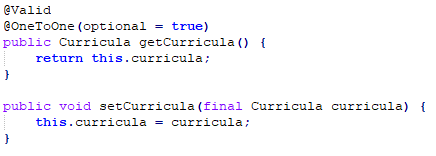 @Valid
@OneToOne(optional = true)
public Curricula getCurricula() {
    return this.curricula;
}

public void setCurricula(final Curricula curricula) {
    this.curricula = curricula;
}